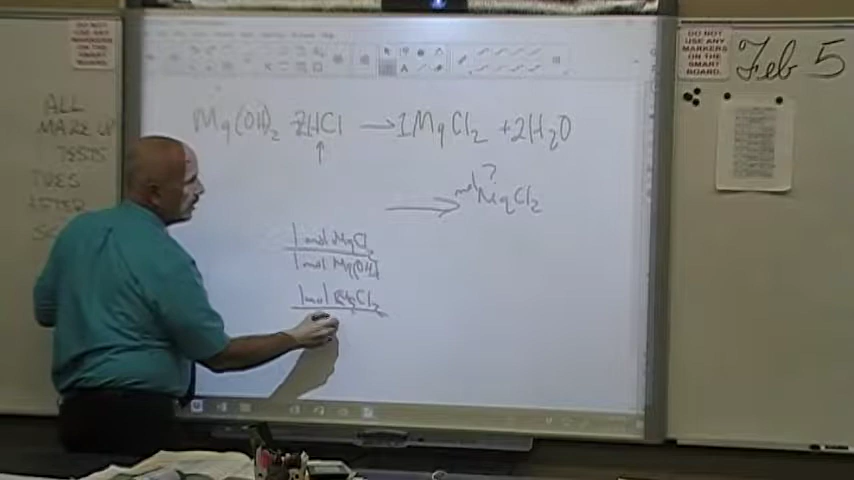 DO NOT
USE ANY
MARKERS
ON THE
SMART
BOARD
ALL
MAKE UP
TESTS
TUES
AFTER
Mg(OH)₂ 2HCl → 1MgCl₂ + 2H₂O
↑
→ mol MgCl₂ ?
1 mol MgCl₂
1 mol Mg(OH)
1 mol MgCl₂
DO NOT
USE ANY
MARKERS
ON THE
SMART
BOARD.
Feb 5